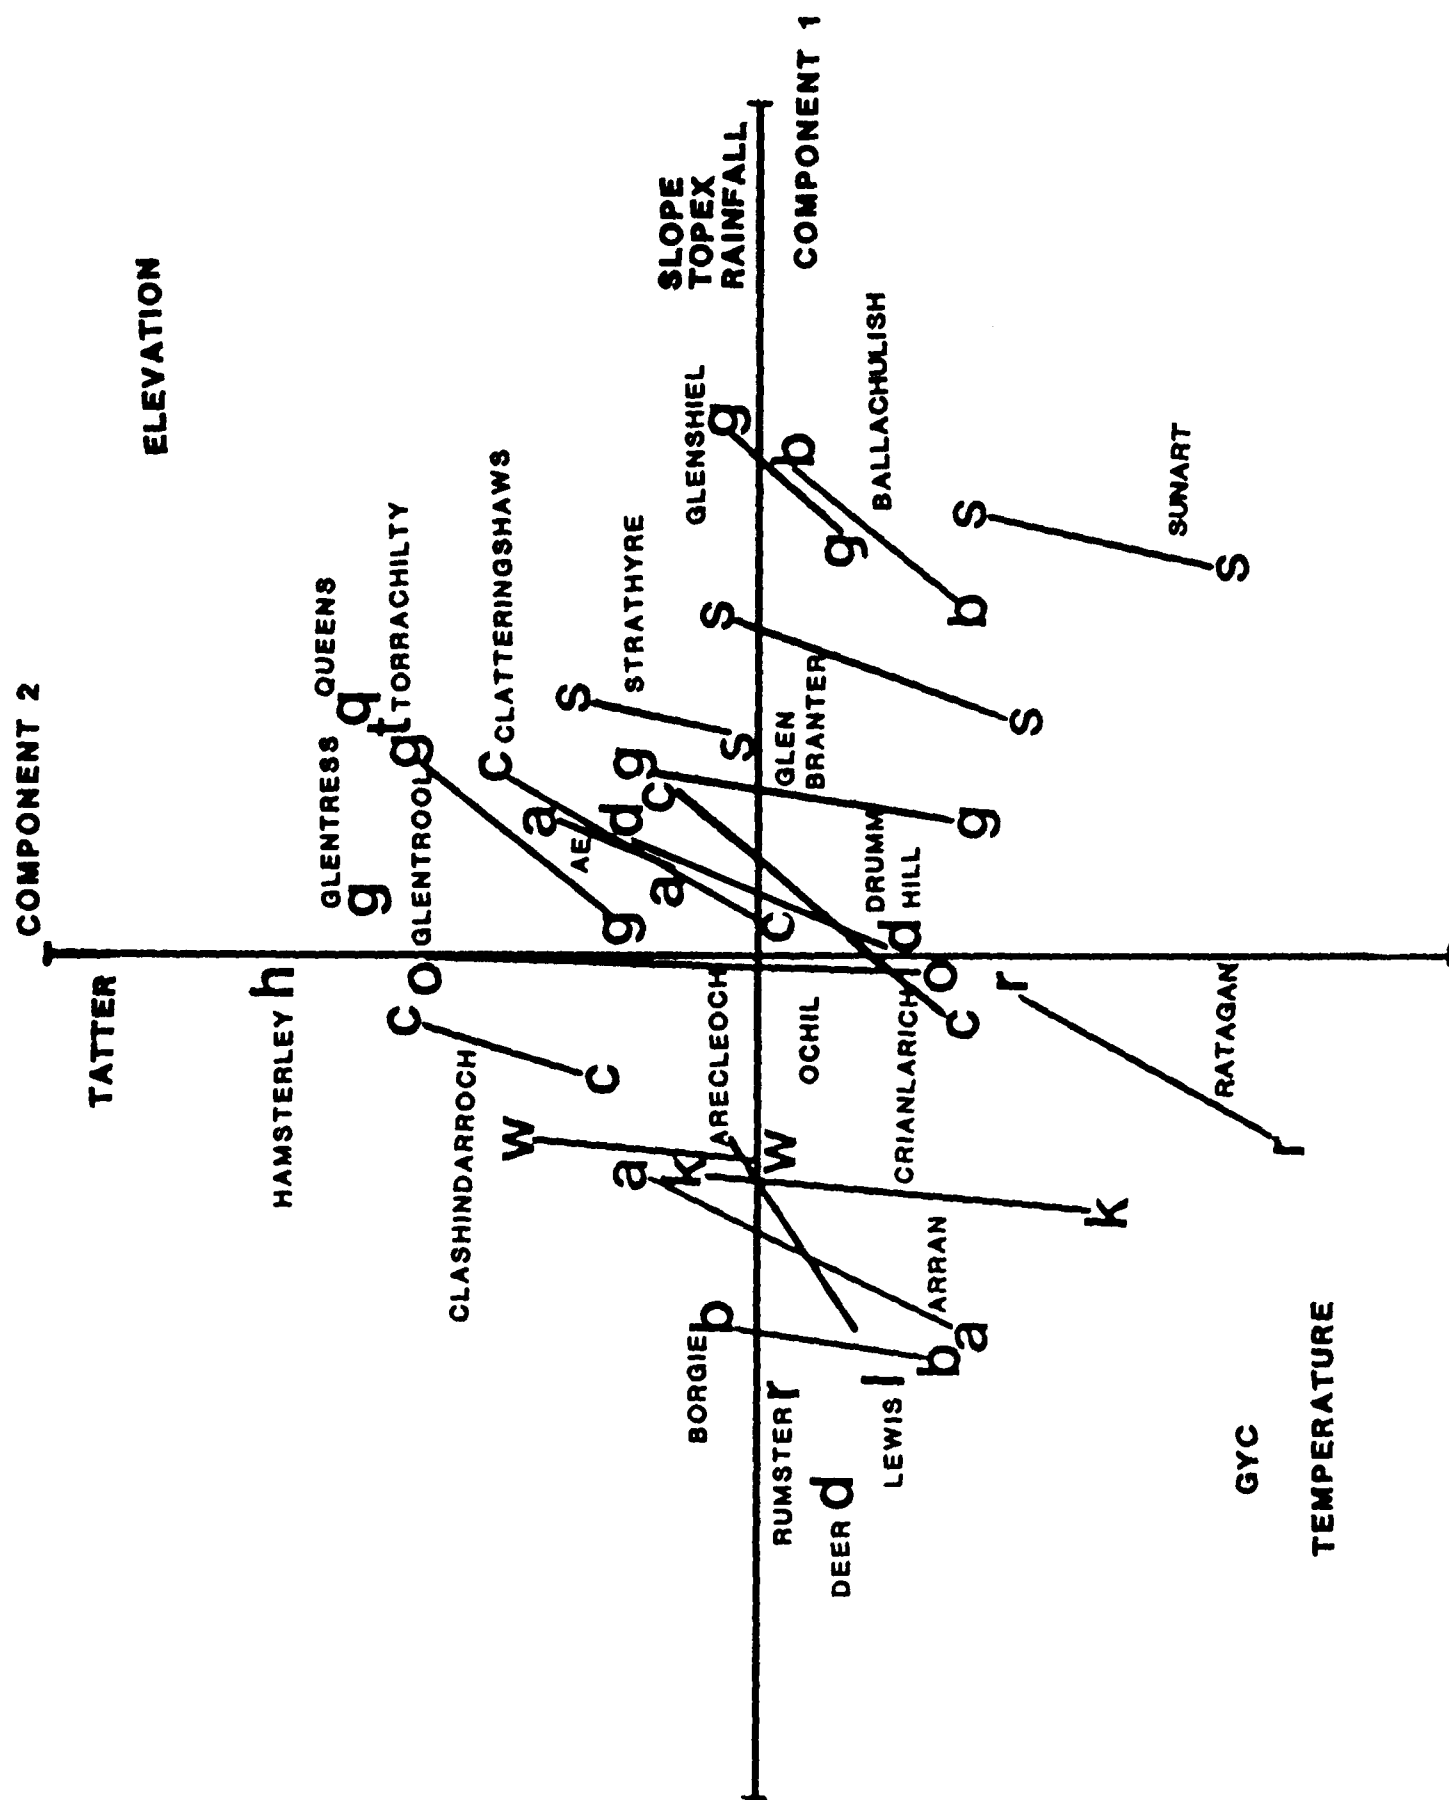 COMPONENT 2
TATTER
ELEVATION
HAMSTERLEY h
GLENTRESS
g
QUEENS
q
t TORRACHILTY
g
GLENTROOL
g
c
o
CLASHINDARROCH
c
c CLATTERINGSHAWS
w
a
AE
a
d
g
c
s
STRATHYRE
s
GLENSHIEL
g
g
s
s
SLOPE
TOPEX
RAINFALL
COMPONENT 1
a
k
ARECLEOCH
w
c
BORGIE
b
RUMSTER r
DEER d
LEWIS l
b
a
ARRAN
OCHIL
o
CRIANLARICH
c
DRUMM
HILL
d
GLEN
BRANTER
g
b
BALLACHULISH
b
s
SUNART
s
r
RATAGAN
r
k
GYC
TEMPERATURE